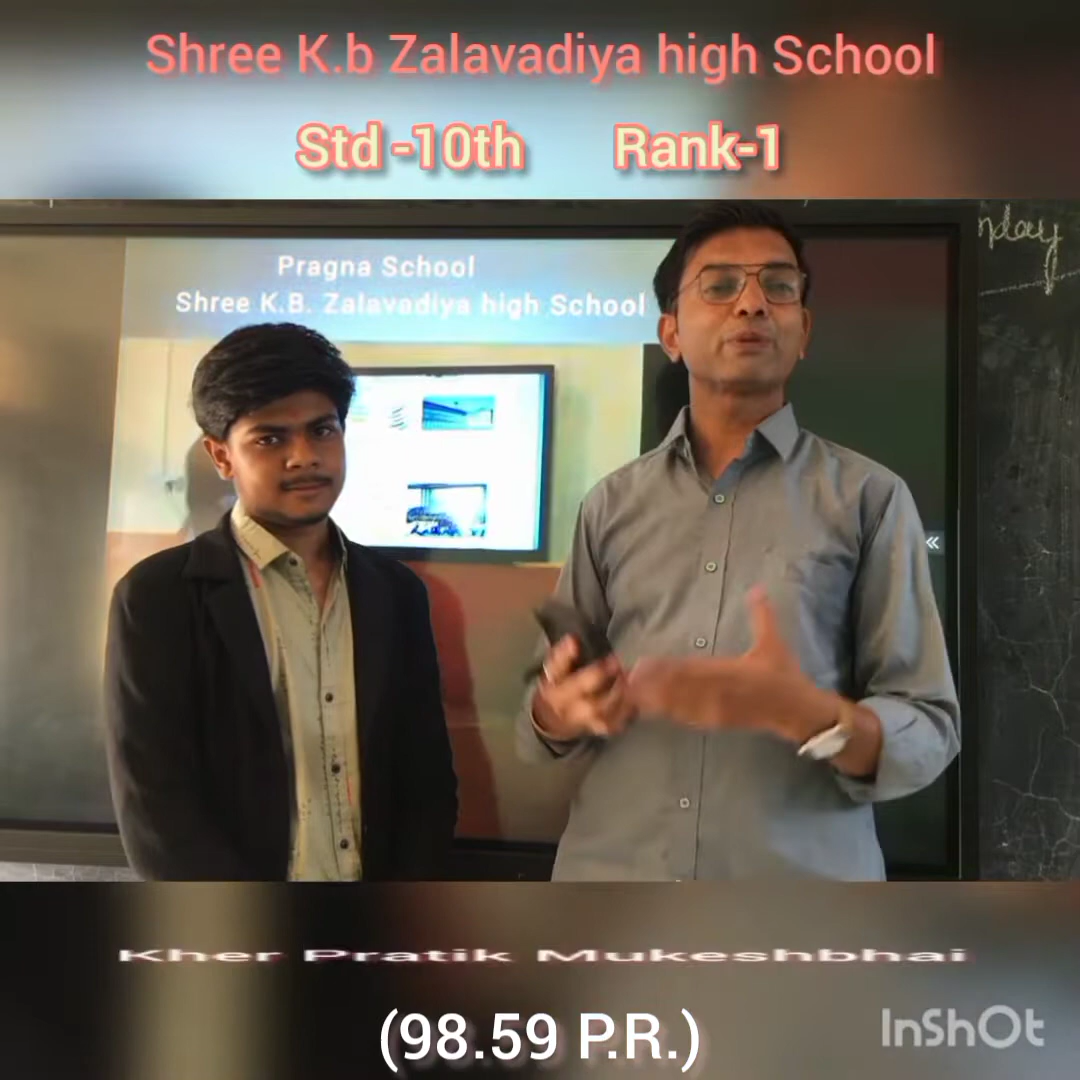 Shree K.b Zalavadiya high School
Std -10th Rank-1
Pragna School
Shree K.B. Zalavadiya high School
nday
«
Kher Pratik Mukeshbhai
(98.59 P.R.)
InShOt